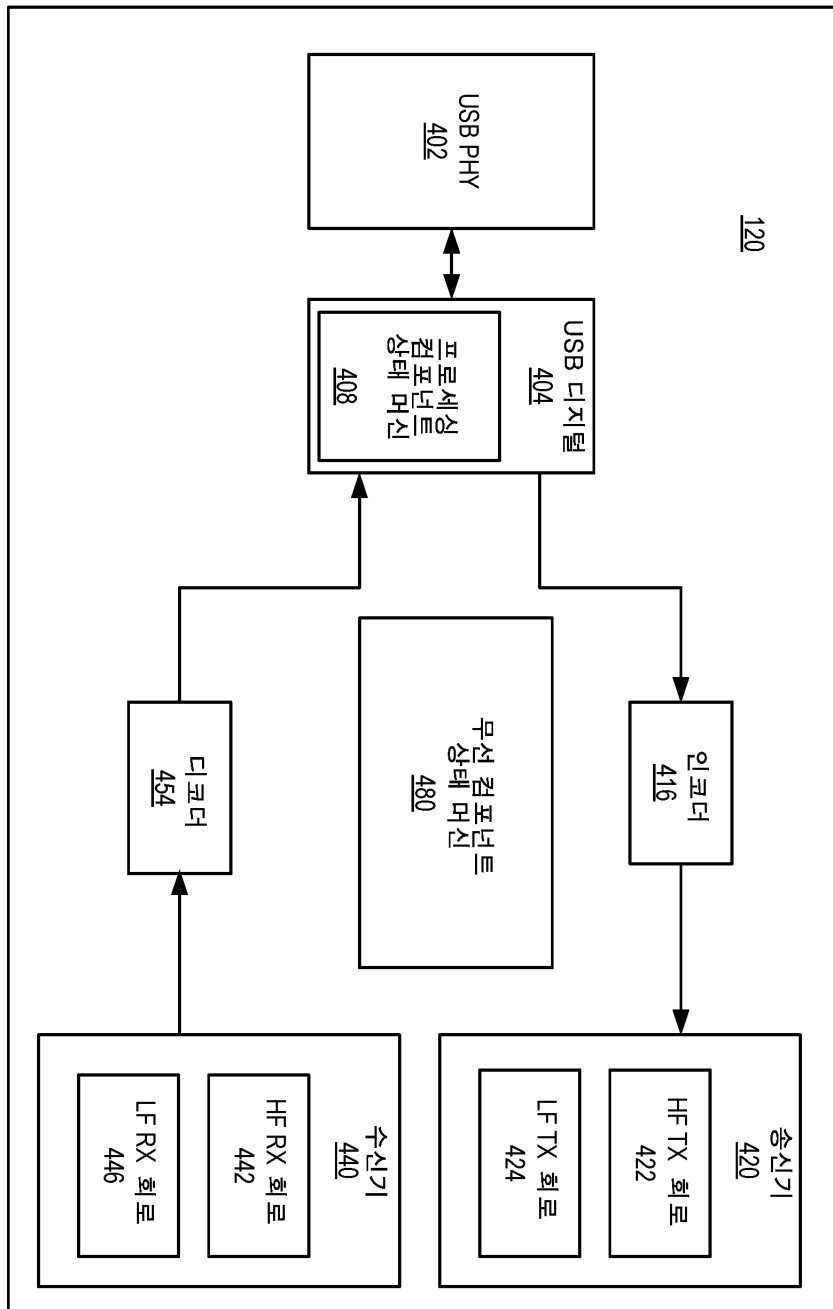 120
USB PHY
402
USB 디지털
404
프로세싱
컴포넌트
상태 머신
408
인코더
416
무선 컴포넌트
상태 머신
480
디코더
454
송신기
420
HF TX 회로
422
LF TX 회로
424
수신기
440
HF RX 회로
442
LF RX 회로
446